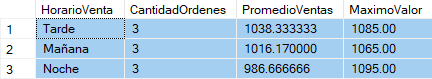 HorarioVenta CantidadOrdenes PromedioVentas MaximoValor
1 Tarde 3 1038.333333 1085.00
2 Mañana 3 1016.170000 1065.00
3 Noche 3 986.666666 1095.00